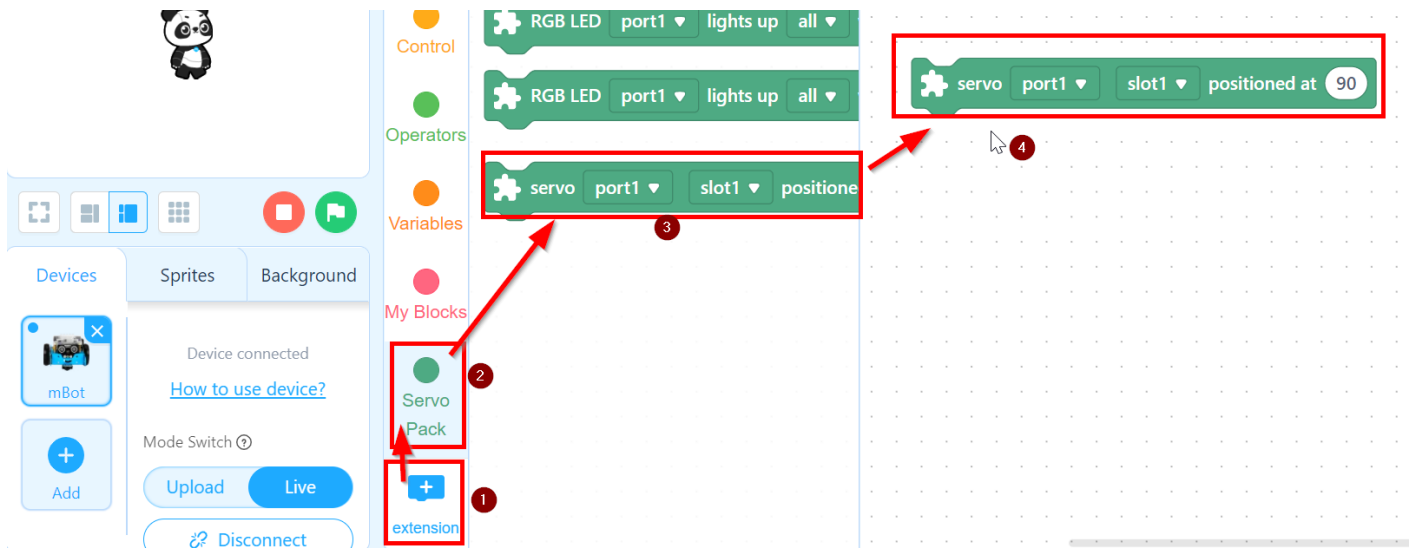 Control
Operators
Variables
My Blocks
Servo
Pack
extension
RGB LED port1 lights up all
RGB LED port1 lights up all
servo port1 slot1 positione
servo port1 slot1 positioned at 90
1
2
3
4
Devices Sprites Background
mBot
Add
Device connected
How to use device?
Mode Switch ?
Upload Live
Disconnect